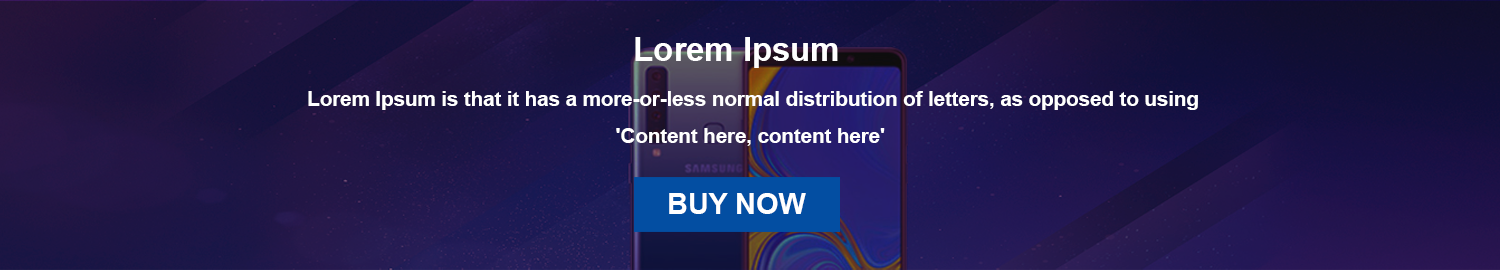 Lorem Ipsum
Lorem Ipsum is that it has a more-or-less normal distribution of letters, as opposed to using
'Content here, content here'
SAMSUNG
BUY NOW